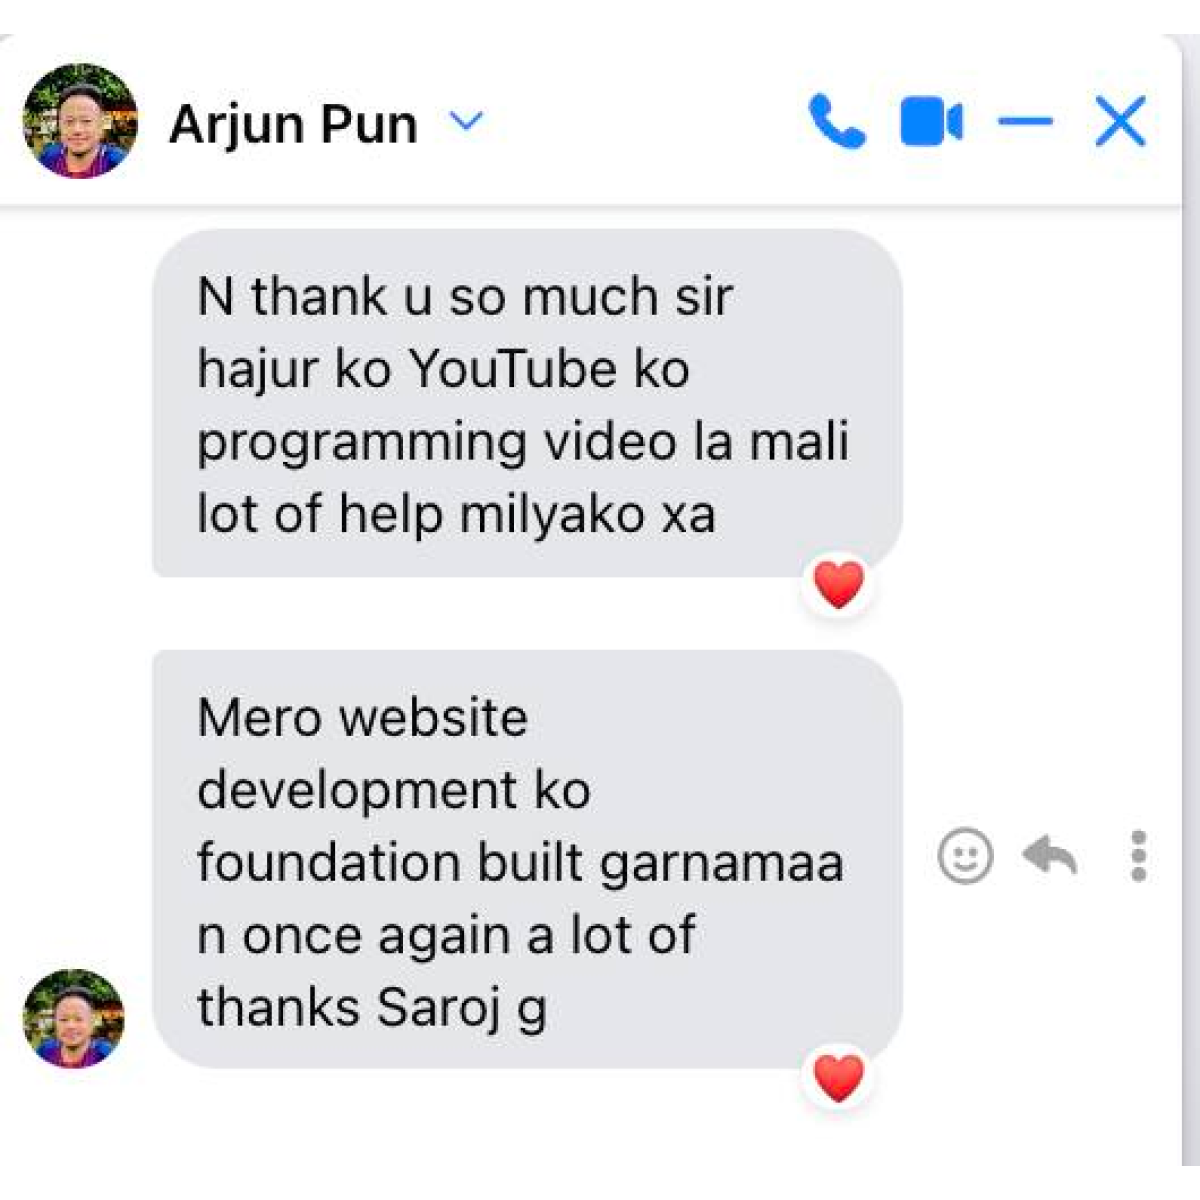 Arjun Pun
N thank u so much sir
hajur ko YouTube ko
programming video la mali
lot of help milyako xa
Mero website
development ko
foundation built garnamaa
n once again a lot of
thanks Saroj g